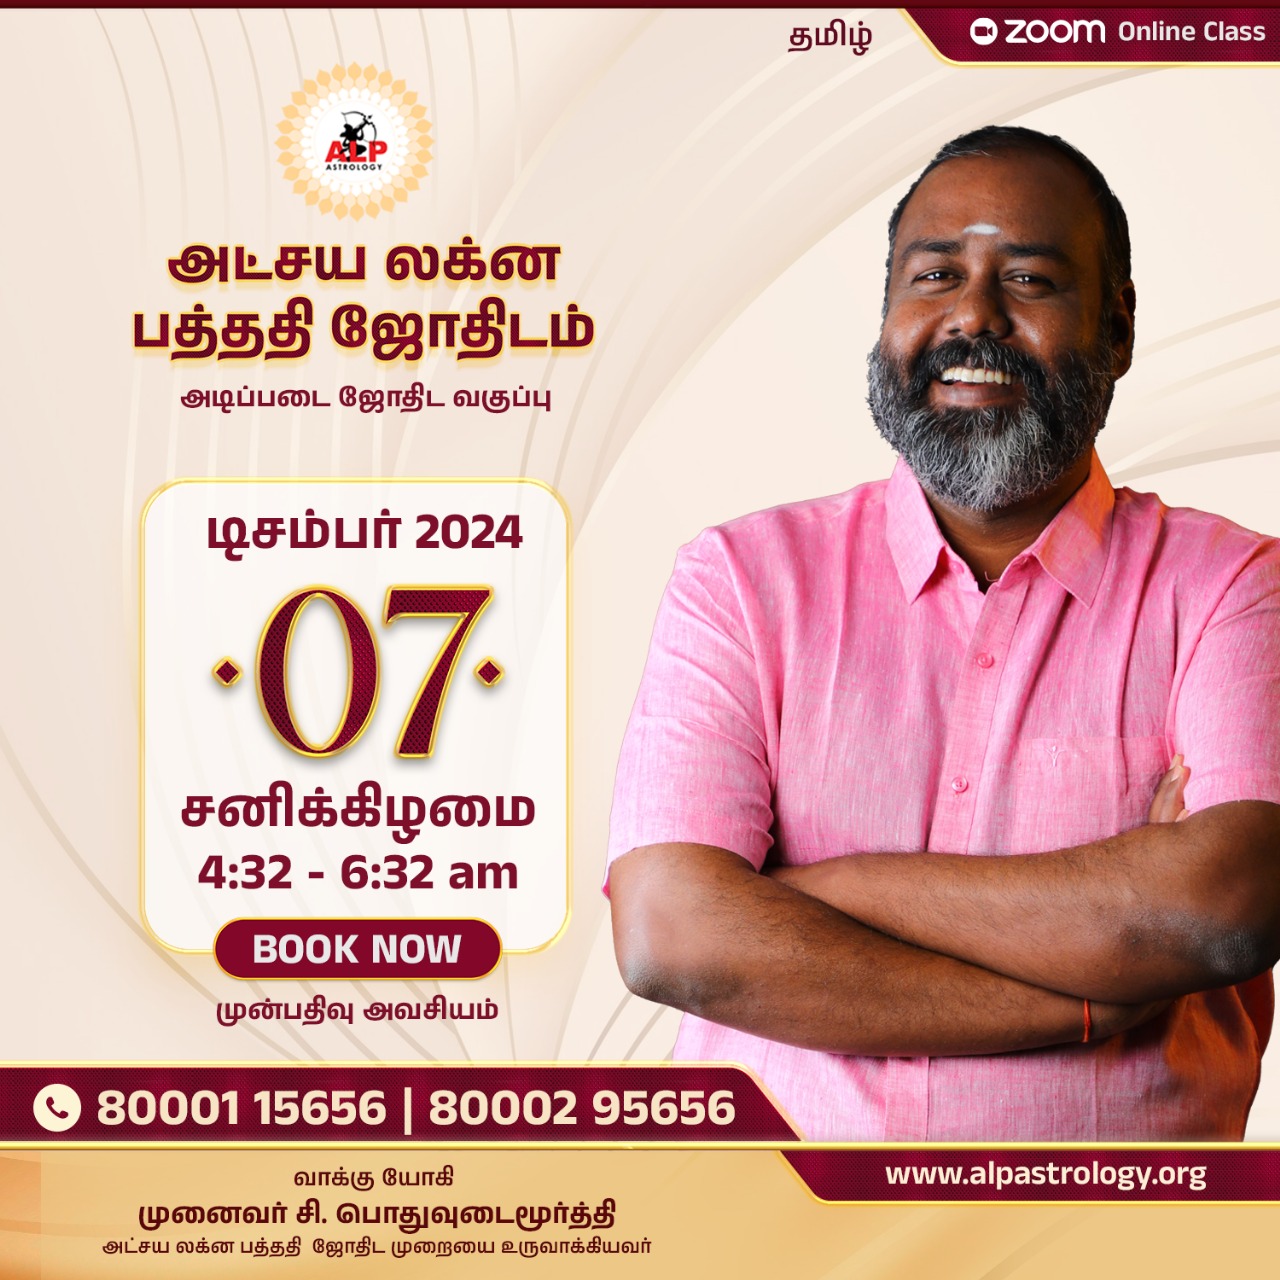 தமிழ்
zoom Online Class
ALP
ASTROLOGY
அட்சய லக்ன
பத்ததி ஜோதிடம்
அடிப்படை ஜோதிட வகுப்பு
டிசம்பர் 2024
07
சனிக்கிழமை
4:32 - 6:32 am
BOOK NOW
முன்பதிவு அவசியம்
80001 15656 | 80002 95656
www.alpastrology.org
வாக்கு யோகி
முனைவர் சி. பொதுவுடைமூர்த்தி
அட்சய லக்ன பத்ததி ஜோதிட முறையை உருவாக்கியவர்